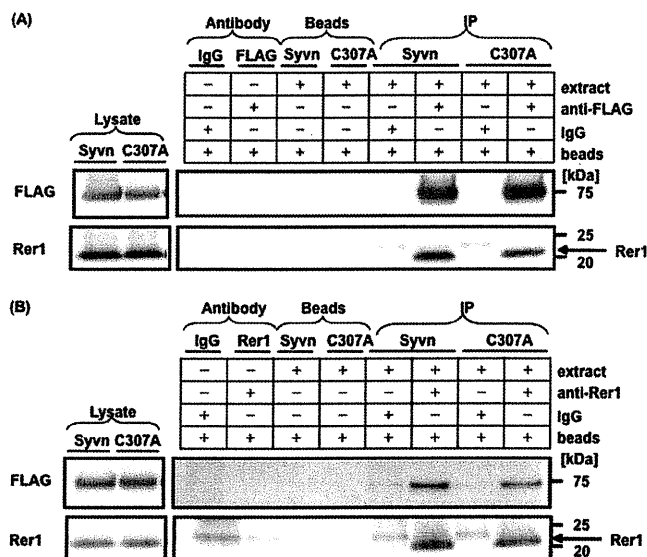 (A)
Antibody Beads IP
IgG FLAG Syvn C307A Syvn C307A
− − + + + + + + extract
− + − − − + − + anti-FLAG
+ − − − + − + − IgG
+ + + + + + + + beads
Lysate
Syvn C307A
[kDa]
FLAG 75
25
Rer1 20 Rer1
(B)
Antibody Beads IP
IgG Rer1 Syvn C307A Syvn C307A
− − + + + + + + extract
− + − − − + − + anti-Rer1
+ − − − + − + − IgG
+ + + + + + + + beads
Lysate
Syvn C307A
[kDa]
FLAG 75
25
Rer1 20 Rer1